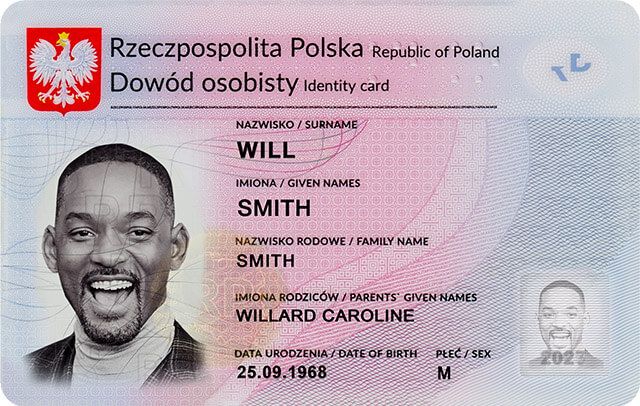 Rzeczpospolita Polska Republic of Poland
Dowód osobisty Identity card
NAZWISKO / SURNAME
WILL
IMIONA / GIVEN NAMES
SMITH
NAZWISKO RODOWE / FAMILY NAME
SMITH
IMIONA RODZICÓW / PARENTS` GIVEN NAMES
WILLARD CAROLINE
DATA URODZENIA / DATE OF BIRTH PŁEĆ / SEX
25.09.1968 M
2027